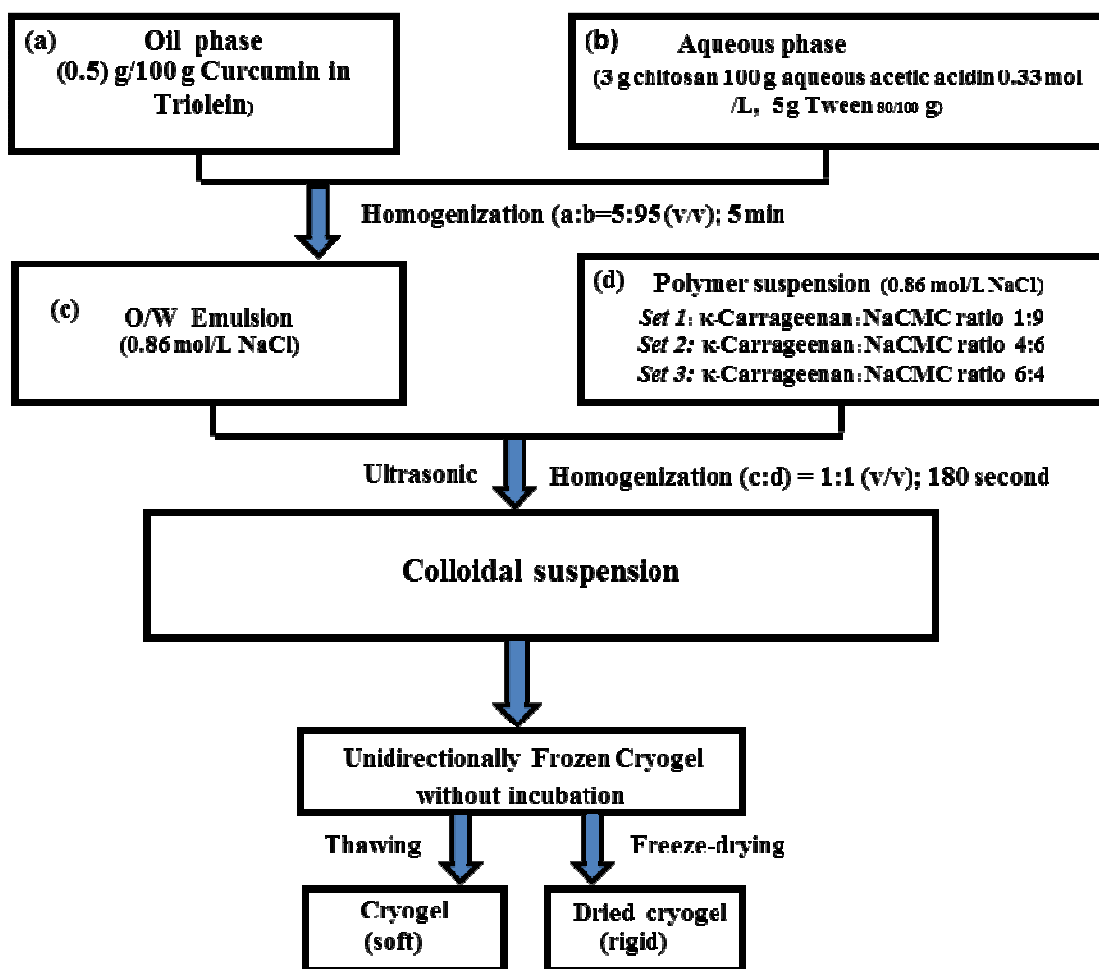 (a) Oil phase
(0.5) g/100 g Curcumin in
Triolein)
(b) Aqueous phase
(3 g chitosan 100 g aqueous acetic acidin 0.33 mol
/L, 5g Tween 80/100 g)
Homogenization (a:b=5:95 (v/v); 5 min
(c)
O/W Emulsion
(0.86 mol/L NaCl)
(d) Polymer suspension (0.86 mol/L NaCl)
Set 1: κ-Carrageenan:NaCMC ratio 1:9
Set 2: κ-Carrageenan:NaCMC ratio 4:6
Set 3: κ-Carrageenan:NaCMC ratio 6:4
Ultrasonic Homogenization (c:d) = 1:1 (v/v); 180 second
Colloidal suspension
Unidirectionally Frozen Cryogel
without incubation
Thawing
Freeze-drying
Cryogel
(soft)
Dried cryogel
(rigid)